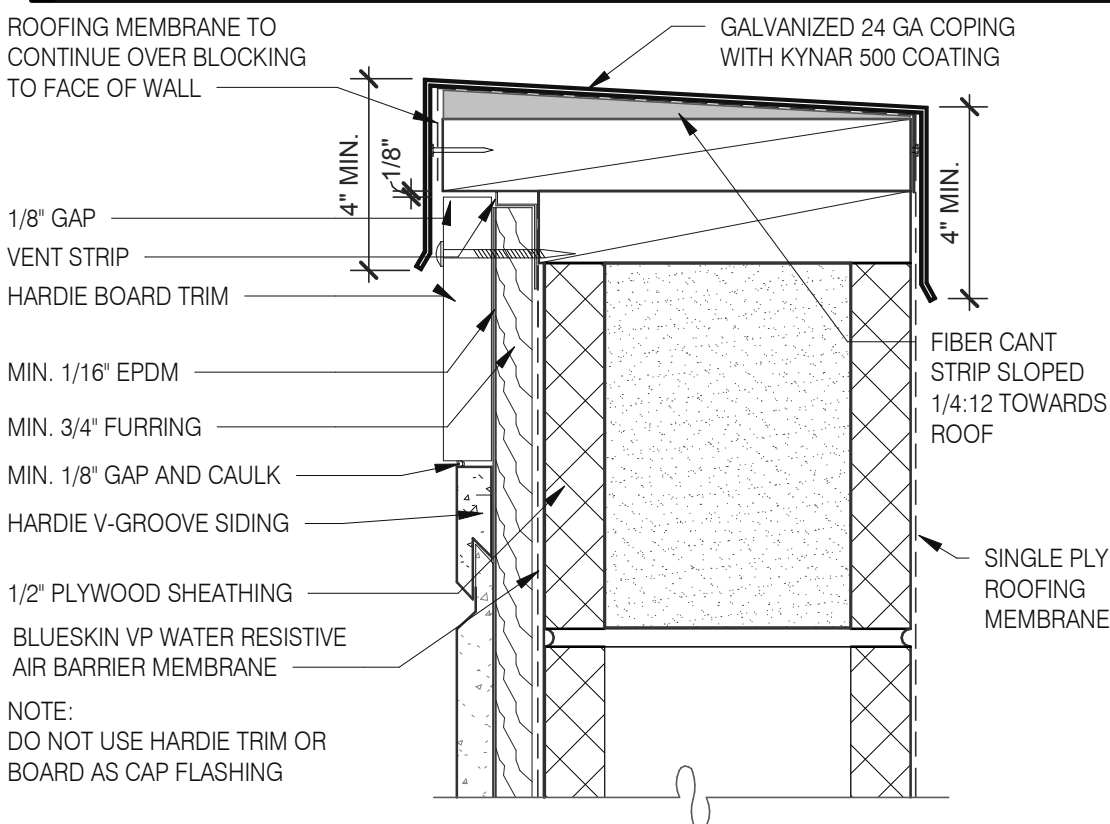 ROOFING MEMBRANE TO
CONTINUE OVER BLOCKING
TO FACE OF WALL
GALVANIZED 24 GA COPING
WITH KYNAR 500 COATING
4" MIN.
1/8"
4" MIN.
1/8" GAP
VENT STRIP
HARDIE BOARD TRIM
MIN. 1/16" EPDM
MIN. 3/4" FURRING
MIN. 1/8" GAP AND CAULK
HARDIE V-GROOVE SIDING
1/2" PLYWOOD SHEATHING
BLUESKIN VP WATER RESISTIVE
AIR BARRIER MEMBRANE
NOTE:
DO NOT USE HARDIE TRIM OR
BOARD AS CAP FLASHING
FIBER CANT
STRIP SLOPED
1/4:12 TOWARDS
ROOF
SINGLE PLY
ROOFING
MEMBRANE